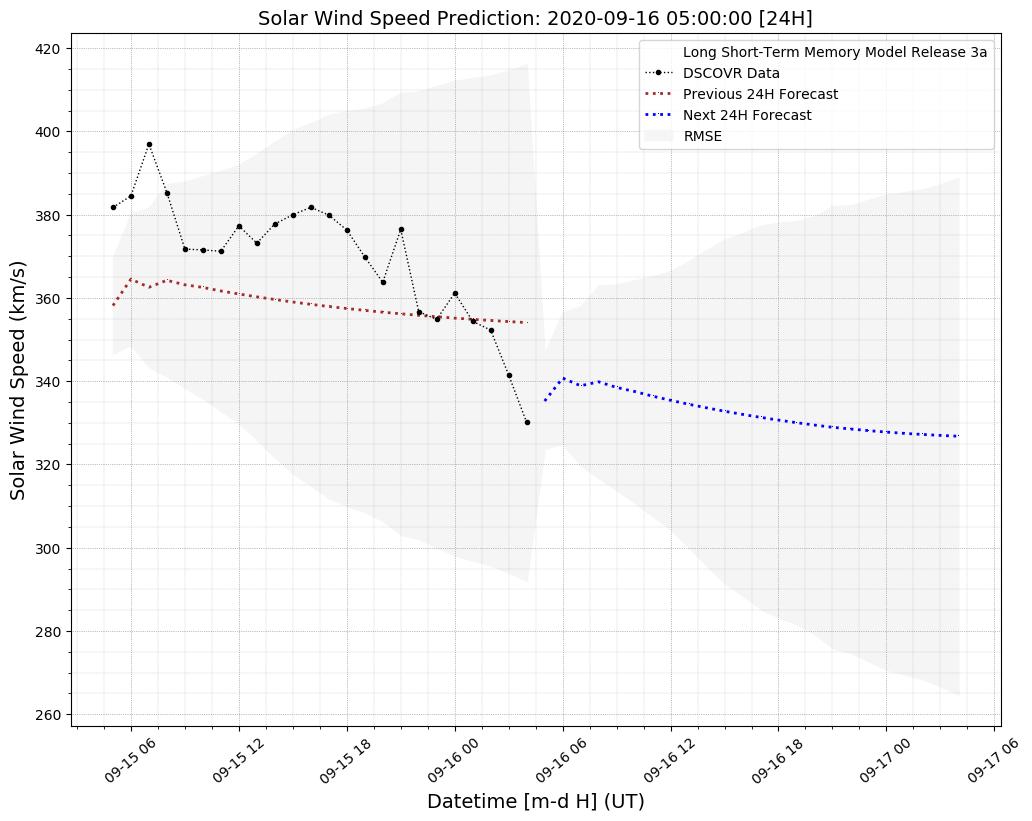 Solar Wind Speed Prediction: 2020-09-16 05:00:00 [24H]
Long Short-Term Memory Model Release 3a
DSCOVR Data
Previous 24H Forecast
Next 24H Forecast
RMSE
Solar Wind Speed (km/s)
420
400
380
360
340
320
300
280
260
09-15 06
09-15 12
09-15 18
09-16 00
09-16 06
09-16 12
09-16 18
09-17 00
09-17 06
Datetime [m-d H] (UT)